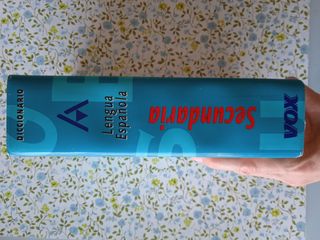 DICCIONARIO
Lengua
Española
Secundaria
VOX